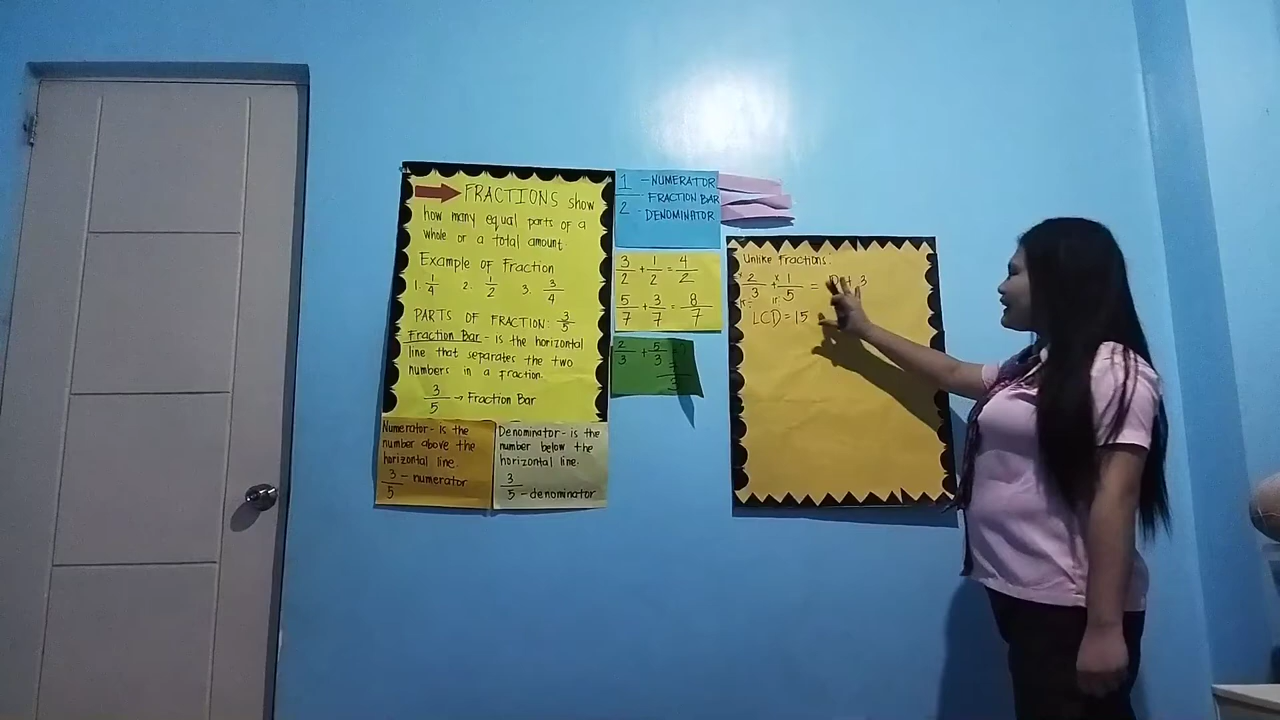 FRACTIONS show
how many equal parts of a
whole or a total amount
Example of Fraction
1. 1/4 2. 1/2 3. 3/4
PARTS OF FRACTION: 3/5
Fraction Bar - is the horizontal
line that separates the two
numbers in a fraction.
3/5 → Fraction Bar
Numerator - is the
number above the
horizontal line.
3/5 - numerator
Denominator - is the
number below the
horizontal line.
3/5 - denominator
1 - NUMERATOR
- FRACTION BAR
2 - DENOMINATOR
3/2 + 1/2 = 4/2
5/7 + 3/7 = 8/7
2/3 + 5/3
Unlike Fractions:
2/3 + 1/5 =
LCD = 15